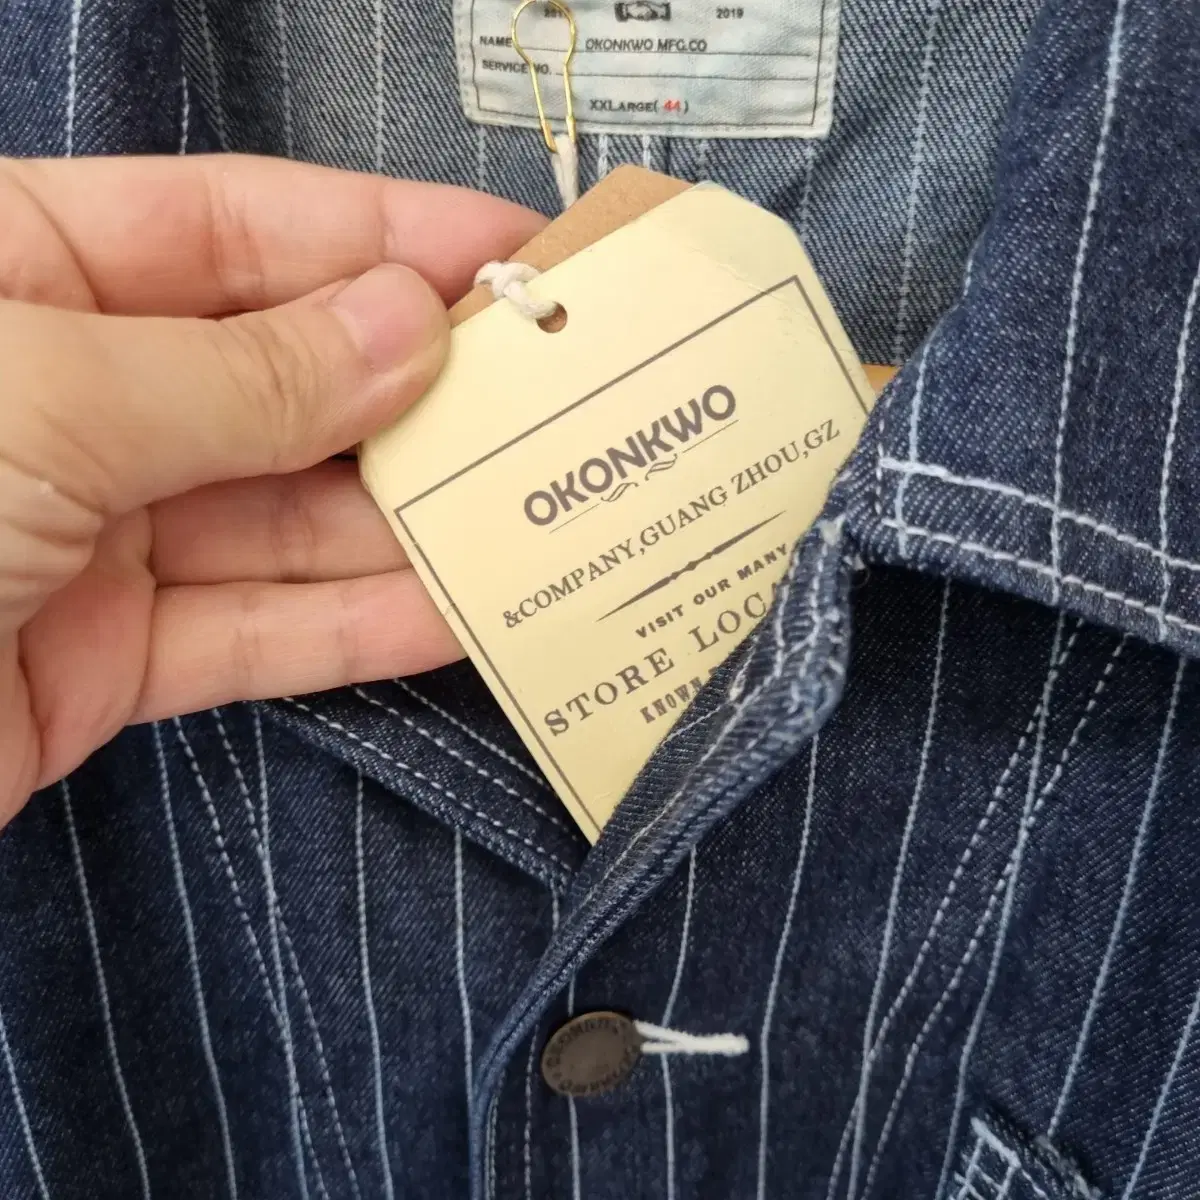 2019
NAME
OKONKWO MFG.CO
SERVICE NO.
XXLARGE( 44 )
OKONKWO
&COMPANY,GUANG ZHOU,GZ
VISIT OUR MANY
STORE LOC
KNOWN